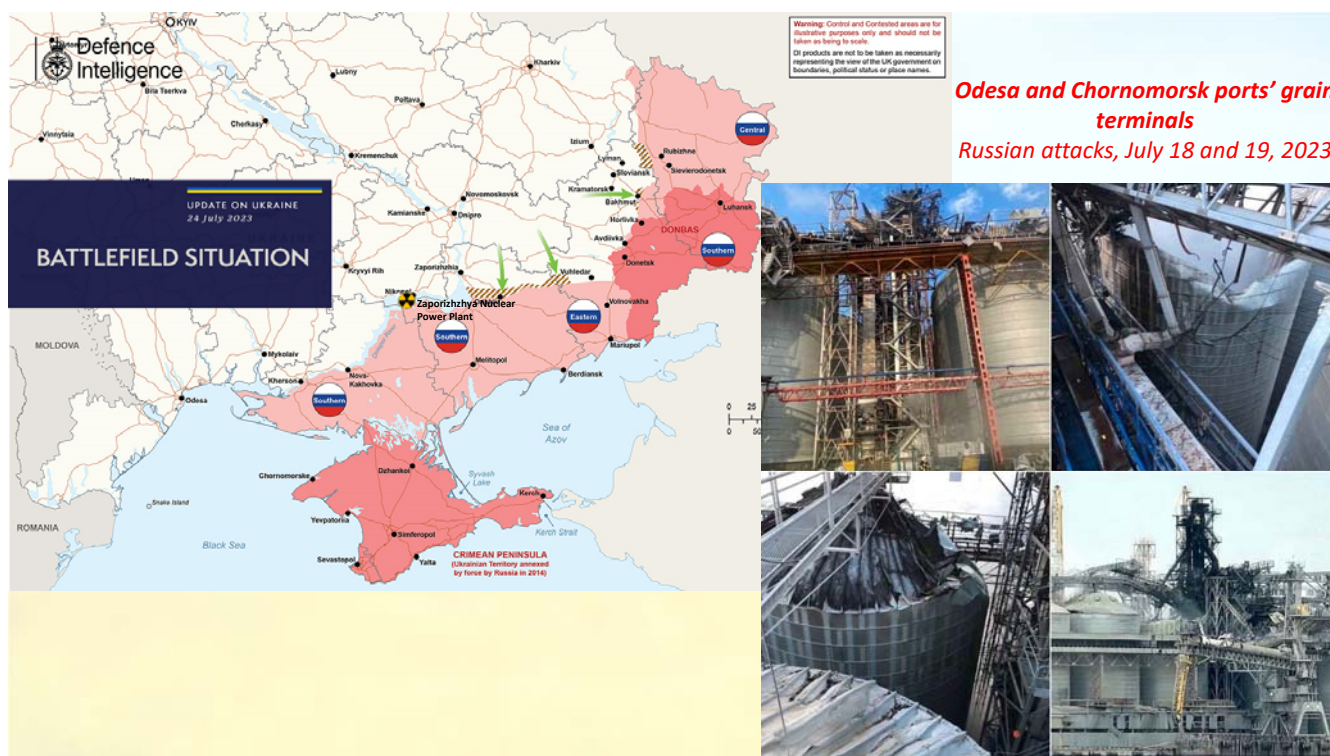 KYIV
Defence
Intelligence
Warning: Control and Contested areas are for
illustrative purposes only and should not be
taken as being to scale.
DI products are not to be taken as necessarily
representing the view of the UK government on
boundaries, political status or place names.
Odesa and Chornomorsk ports' grain
terminals
Russian attacks, July 18 and 19, 2023
UPDATE ON UKRAINE
24 July 2023
BATTLEFIELD SITUATION
Lubny
Kharkiv
Bila Tserkva
Poltava
Cherkasy
Vinnytsia
Kremenchuk
Izium
Lyman
Rubizhne
Sloviansk
Sievierodonetsk
Kramatorsk
Bakhmut
Novomoskovsk
Kamianske
Dnipro
Horlivka
Luhansk
Avdiivka
DONBAS
Donetsk
Central
Southern
Kryvyi Rih
Zaporizhzhia
Vuhledar
Zaporizhzhya Nuclear
Power Plant
Volnovakha
Eastern
Southern
Mariupol
MOLDOVA
Mykolaiv
Melitopol
Kherson
Nova-
Kakhovka
Berdiansk
Southern
Odesa
0 25
0 50
Sea of
Azov
Chornomorske
Dzhankoi
Syvash
Lake
Snake Island
Kerch
Yevpatoriia
Kerch Strait
ROMANIA
Black Sea
Simferopol
Sevastopol
Yalta
CRIMEAN PENINSULA
(Ukrainian Territory annexed
by force by Russia in 2014)